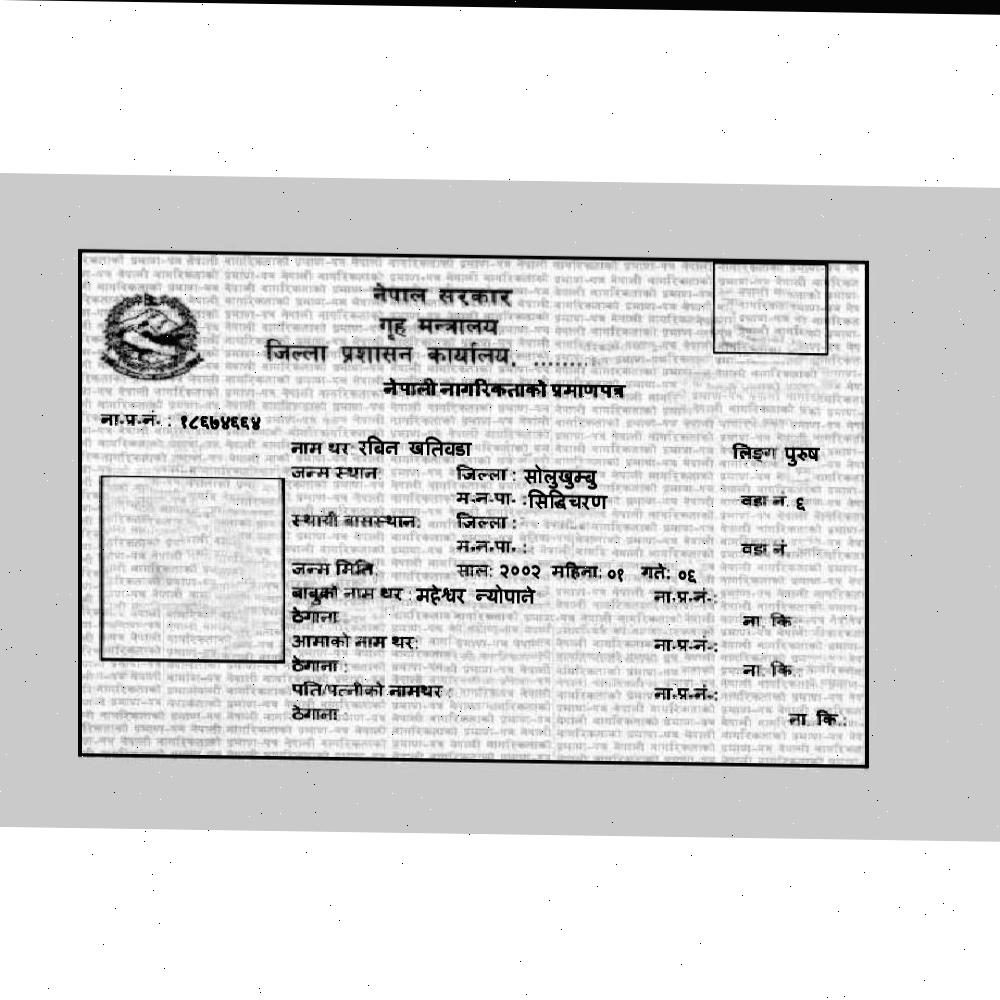 नेपाल सरकार
गृह मन्त्रालय
जिल्ला प्रशासन कार्यालय, ........
नेपाली नागरिकताको प्रमाणपत्र
ना.प्र.नं. : १८६७४६६४
नाम थर रबिन खतिवडा लिङ्ग पुरुष
जन्म स्थान: जिल्ला : सोलुखुम्बु
म.न.पा. :सिद्धिचरण वडा नं. ६
स्थायी बासस्थान: जिल्ला :
म.न.पा. : वडा नं.
जन्म मिति: साल: २००२ महिना: ०१ गते: ०६
बाबुको नाम थर : महेश्वर न्योपाते ना.प्र.नं.:
ठेगाना: ना. कि.:
आमाको नाम थर: ना.प्र.नं.:
ठेगाना : ना. कि.:
पति/पत्नीको नामथर : ना.प्र.नं.:
ठेगाना : ना. कि.: